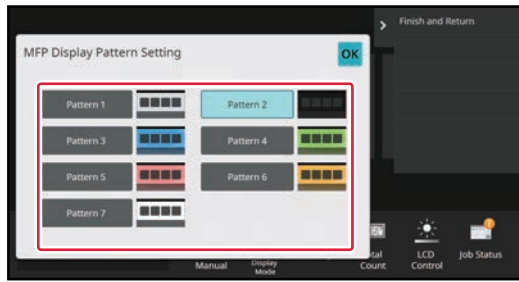 Finish and Return
MFP Display Pattern Setting
OK
Pattern 1
Pattern 2
Pattern 3
Pattern 4
Pattern 5
Pattern 6
Pattern 7
Manual
Display
Mode
Count
LCD
Control
Job Status